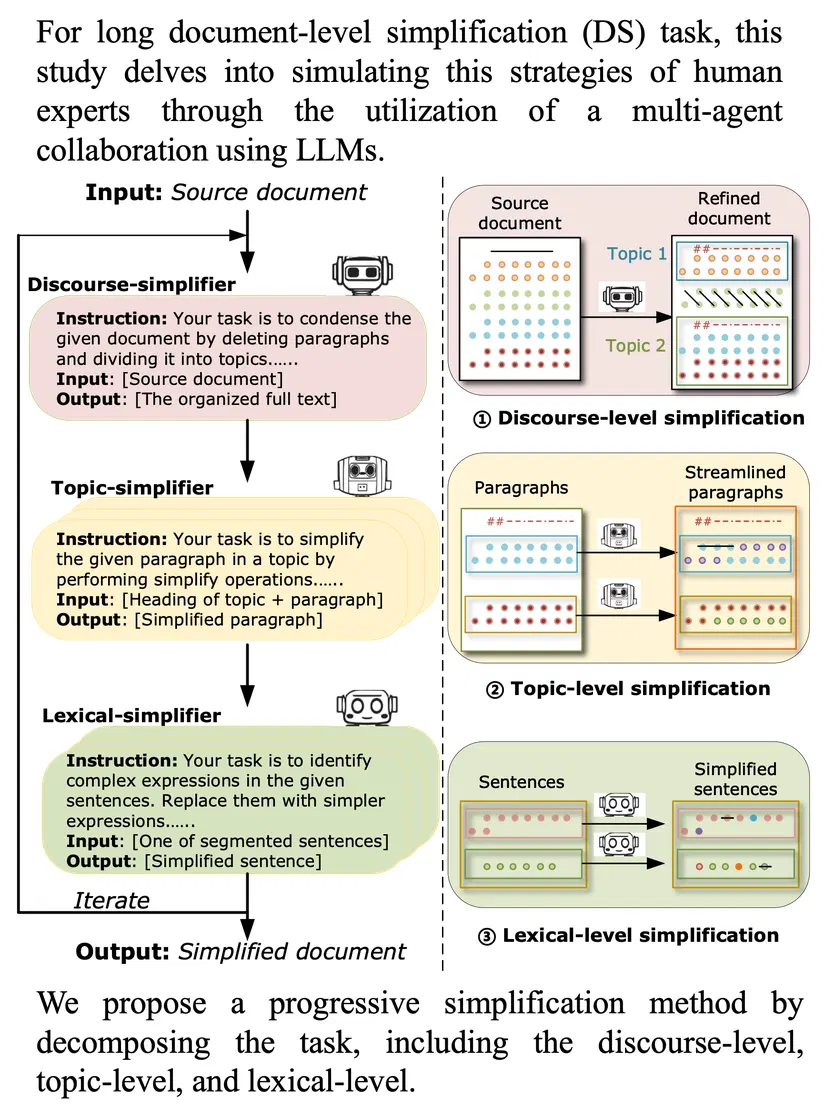 For long document-level simplification (DS) task, this
study delves into simulating this strategies of human
experts through the utilization of a multi-agent
collaboration using LLMs.
Input: Source document
Discourse-simplifier
Instruction: Your task is to condense the
given document by deleting paragraphs
and dividing it into topics......
Input: [Source document]
Output: [The organized full text]
Topic-simplifier
Instruction: Your task is to simplify
the given paragraph in a topic by
performing simplify operations......
Input: [Heading of topic + paragraph]
Output: [Simplified paragraph]
Lexical-simplifier
Instruction: Your task is to identify
complex expressions in the given
sentences. Replace them with simpler
expressions......
Input: [One of segmented sentences]
Output: [Simplified sentence]
Iterate
Output: Simplified document
Source
document
Refined
document
Topic 1
##
Topic 2
##
① Discourse-level simplification
Paragraphs
Streamlined
paragraphs
##
##
② Topic-level simplification
Sentences
Simplified
sentences
③ Lexical-level simplification
We propose a progressive simplification method by
decomposing the task, including the discourse-level,
topic-level, and lexical-level.